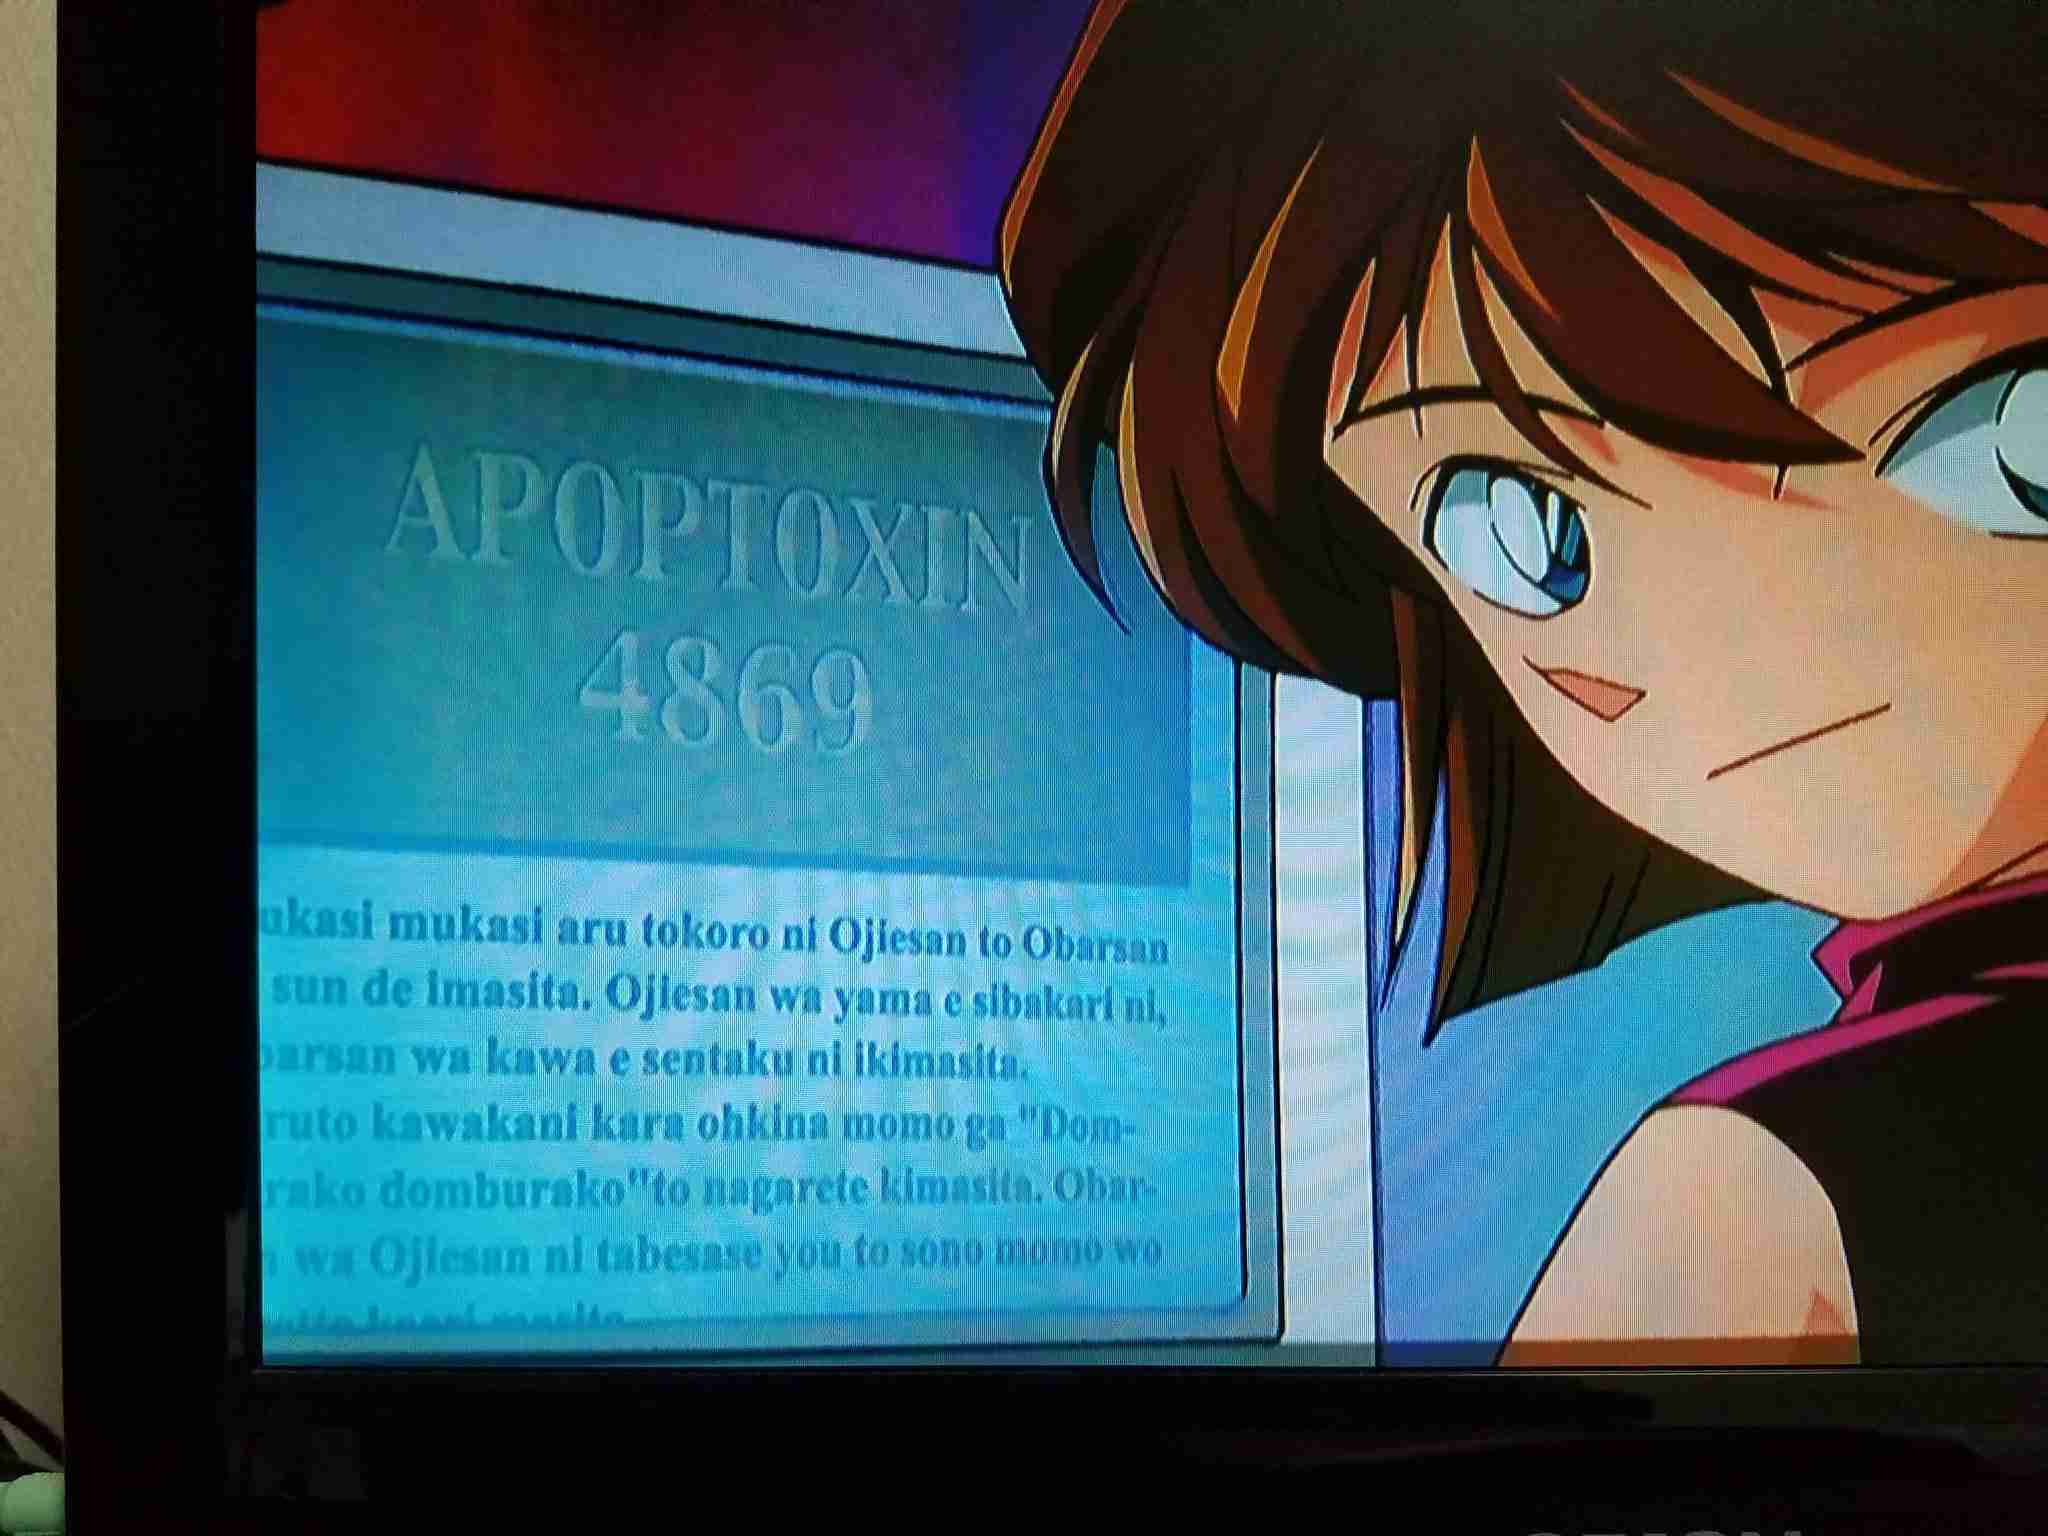 APOPTOXIN
4869
ukasi mukasi aru tokoro ni Ojiesan to Obarsan
sun de imasita. Ojiesan wa yama e sibakari ni,
barsan wa kawa e sentaku ni ikimasita.
ruto kawakani kara ohkina momo ga "Dom-
rako domburako"to nagarete kimasita. Obar-
n wa Ojiesan ni tabesase you to sono momo wo